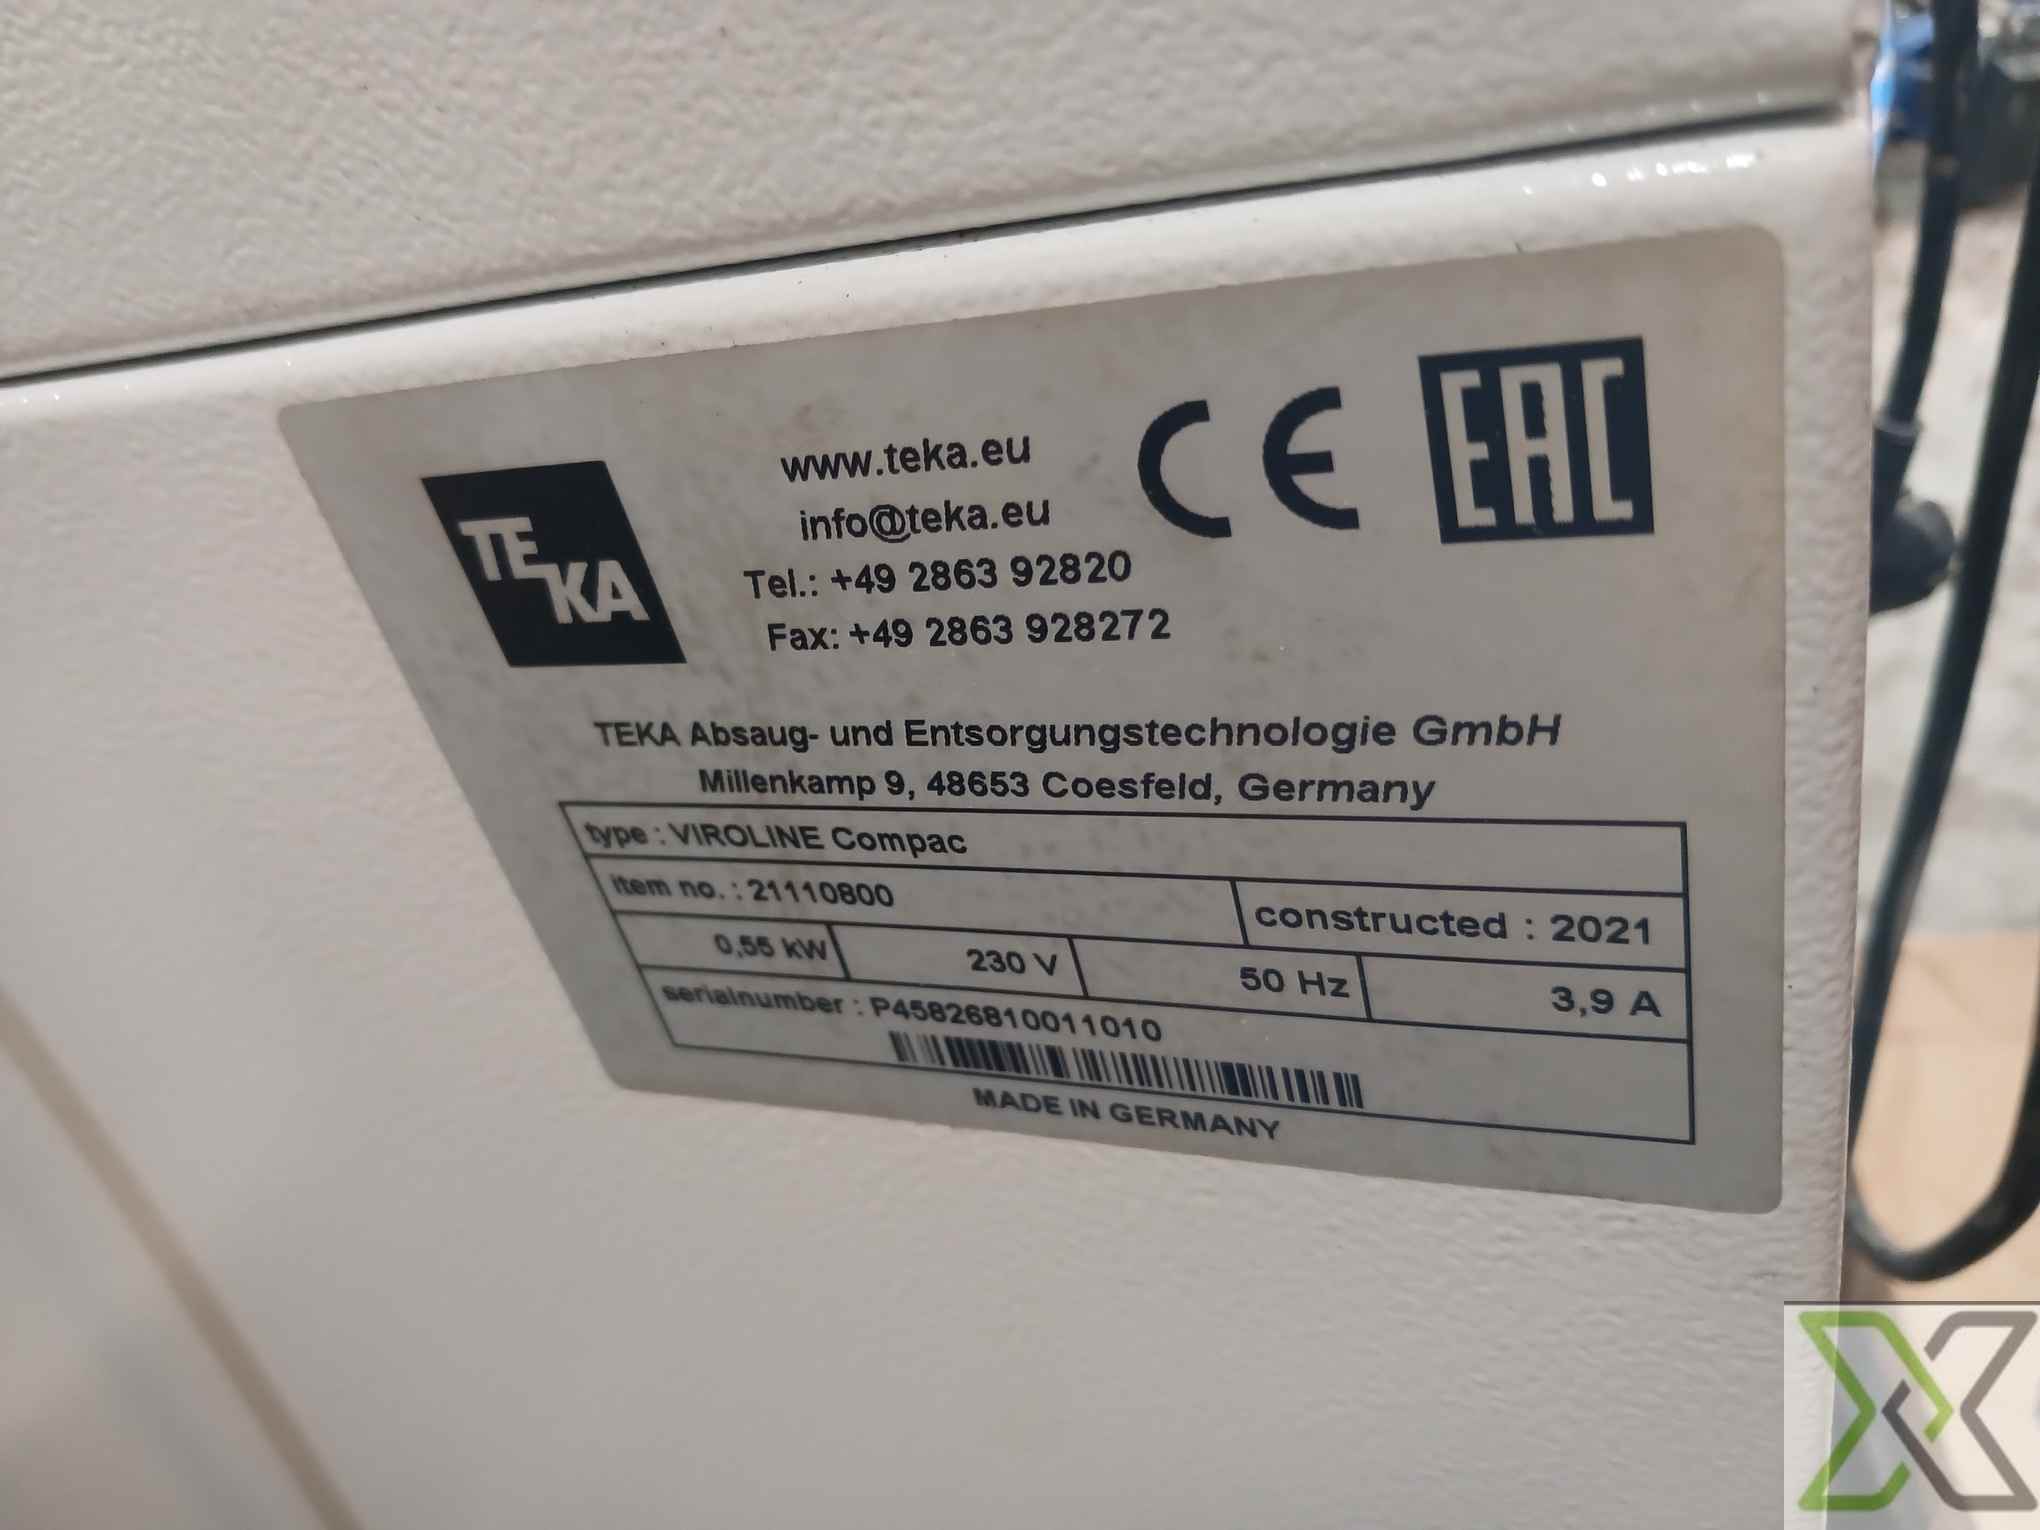 TEKA
www.teka.eu
info@teka.eu
Tel.: +49 2863 92820
Fax: +49 2863 928272
CE
EAC
TEKA Absaug- und Entsorgungstechnologie GmbH
Millenkamp 9, 48653 Coesfeld, Germany
type : VIROLINE Compac
item no. : 21110800 constructed : 2021
0,55 kW 230 V 50 Hz 3,9 A
serialnumber : P45826810011010
MADE IN GERMANY